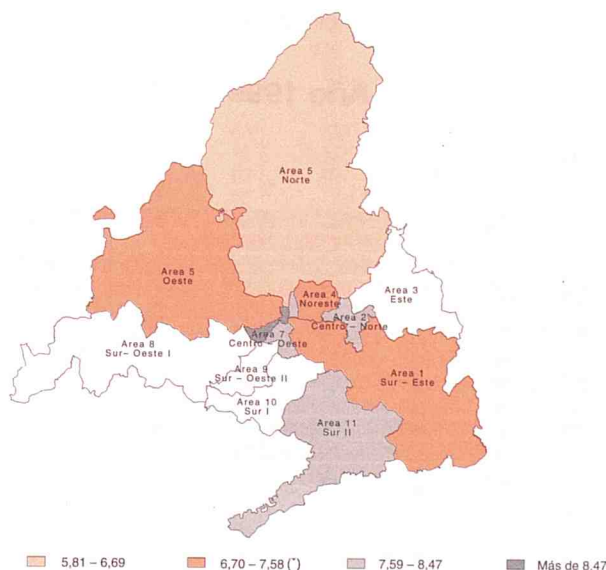 Area 5
Norte
Area 5
Oeste
Area 3
Este
Area 4
Noreste
Area 2
Centro – Norte
Area 7
Centro – Oeste
Area 8
Sur – Oeste I
Area 9
Sur – Oeste II
Area 1
Sur – Este
Area 10
Sur I
Area 11
Sur II
5,81 – 6,69
6,70 – 7,58 (*)
7,59 – 8,47
Más de 8,47